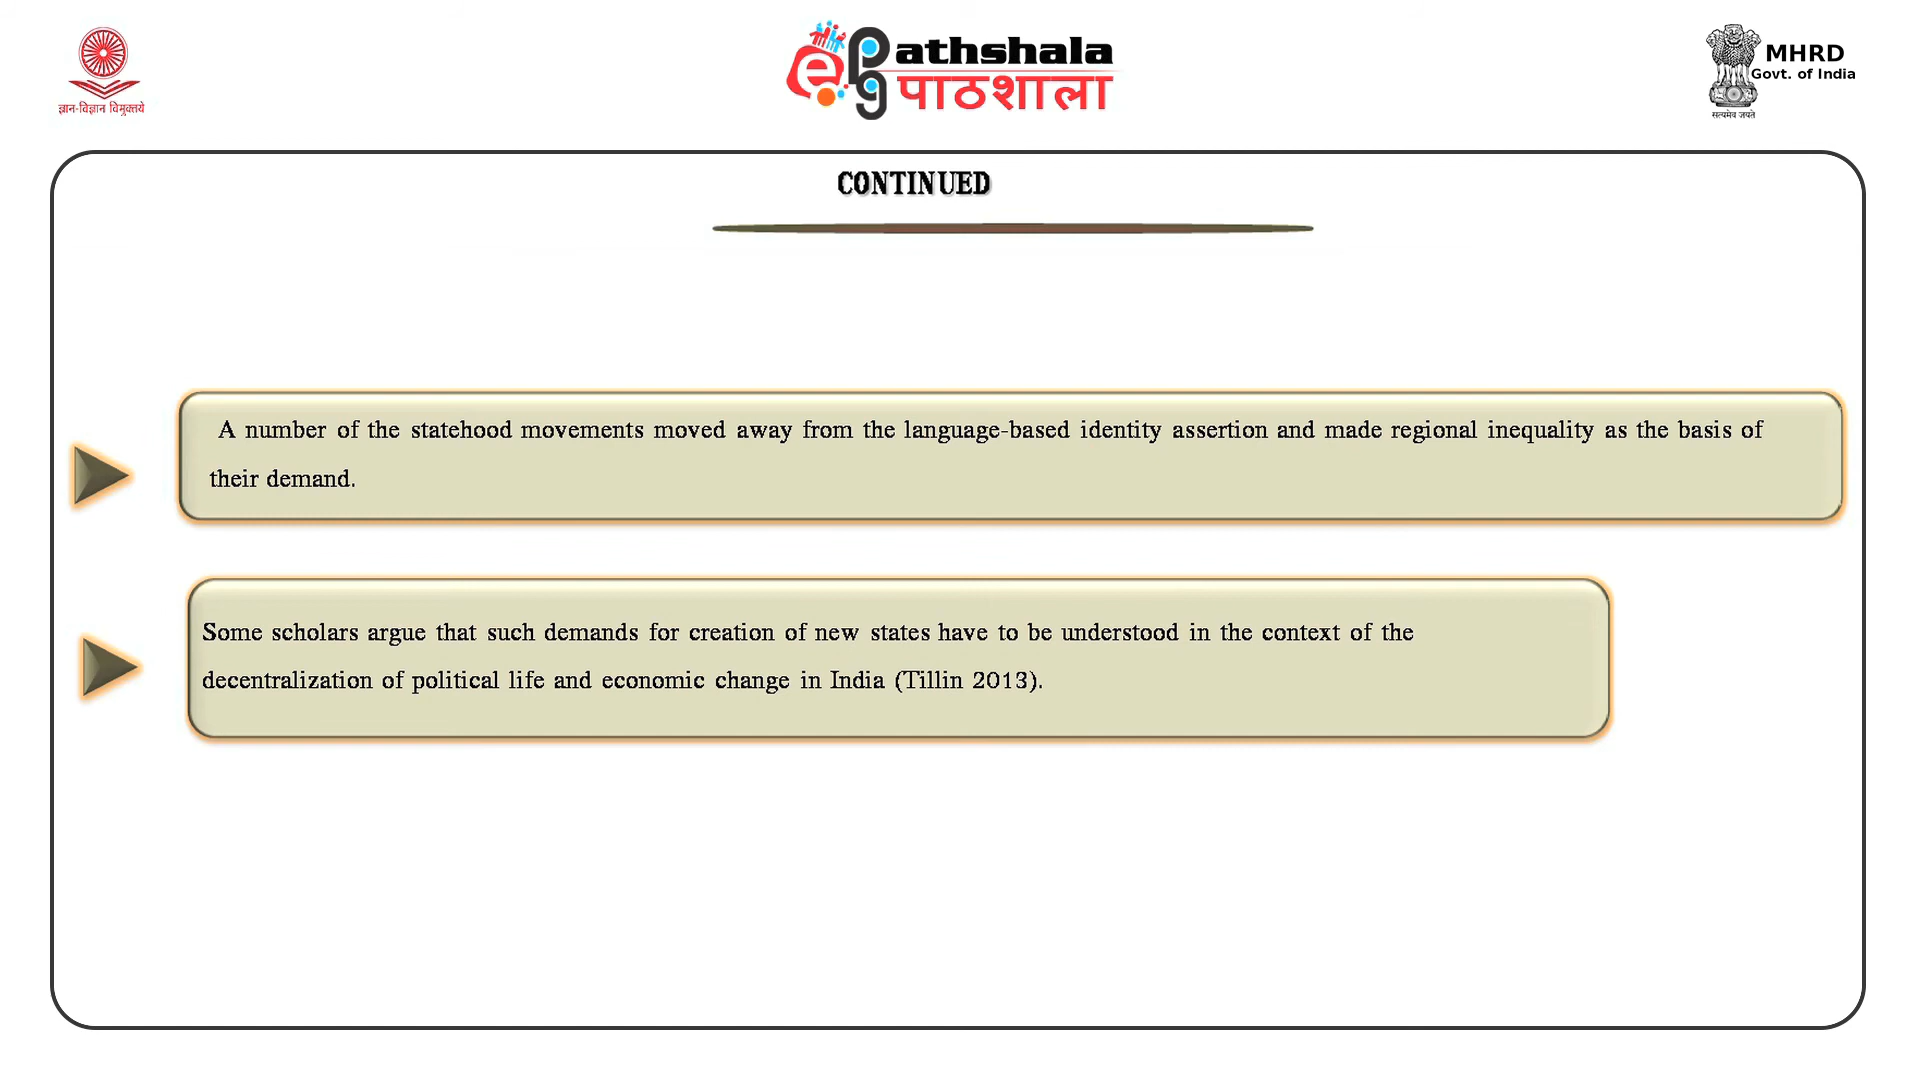 ज्ञान-विज्ञान विमुक्तये
ePG Pathshala
पाठशाला
MHRD
Govt. of India
सत्यमेव जयते
CONTINUED
A number of the statehood movements moved away from the language-based identity assertion and made regional inequality as the basis of
their demand.
Some scholars argue that such demands for creation of new states have to be understood in the context of the
decentralization of political life and economic change in India (Tillin 2013).